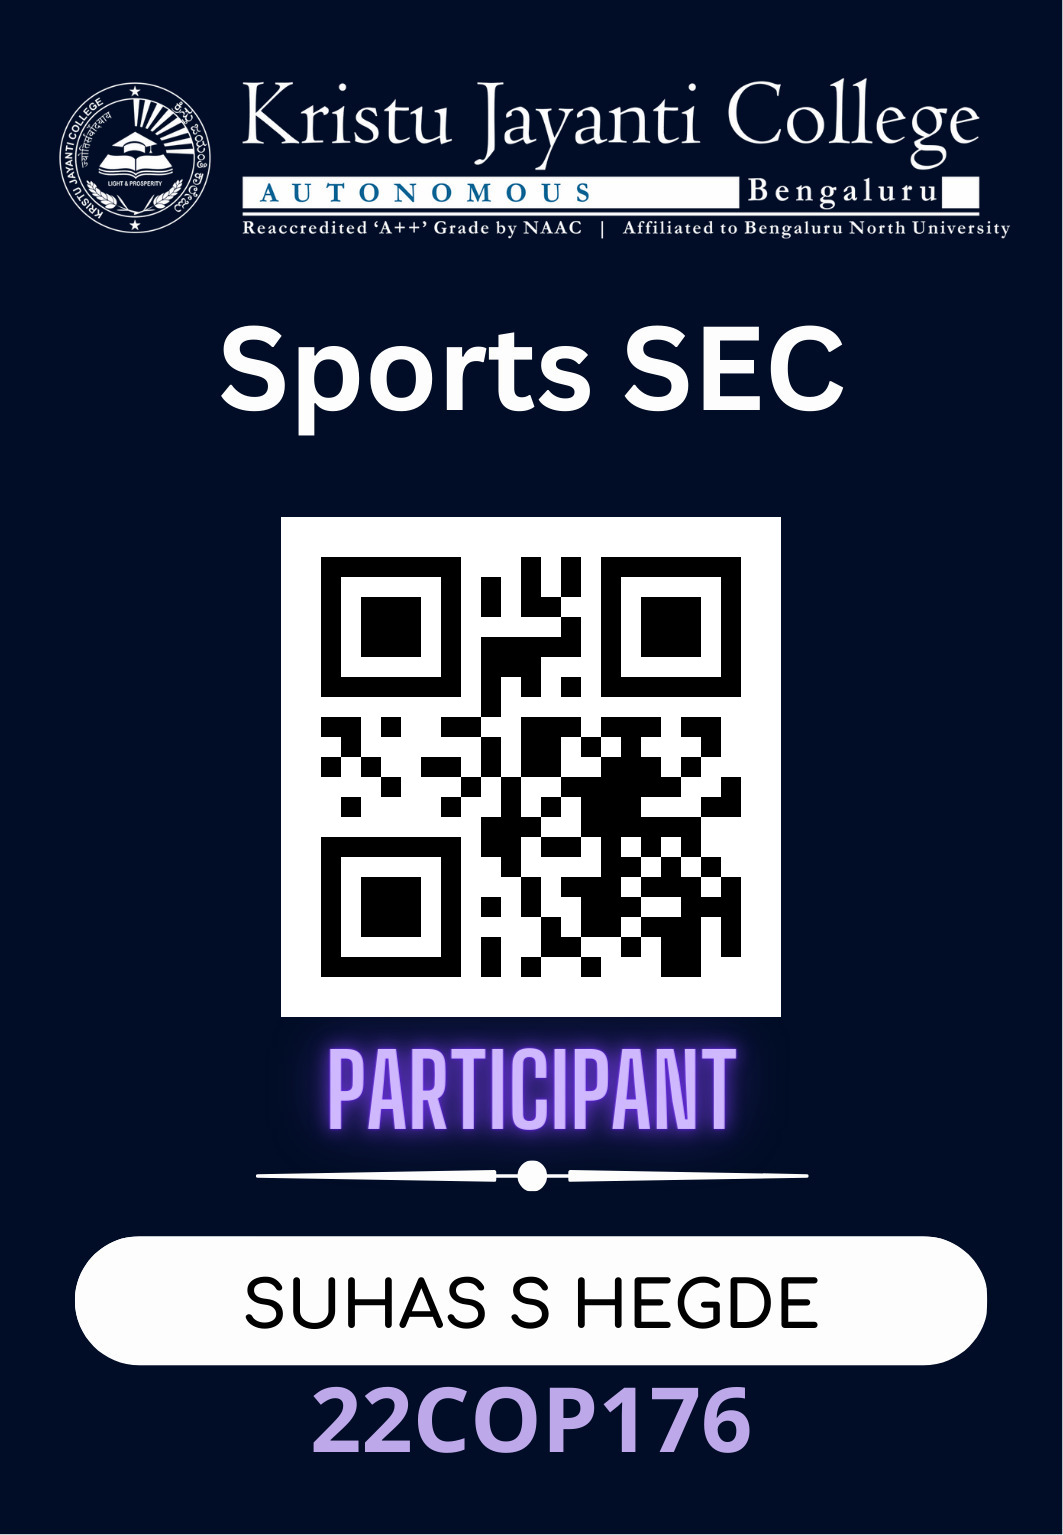 Kristu Jayanti College
AUTONOMOUS Bengaluru
Reaccredited ‘A++’ Grade by NAAC | Affiliated to Bengaluru North University
KRISTU JAYANTI COLLEGE
LIGHT & PROSPERITY
Sports SEC
PARTICIPANT
SUHAS S HEGDE
22COP176